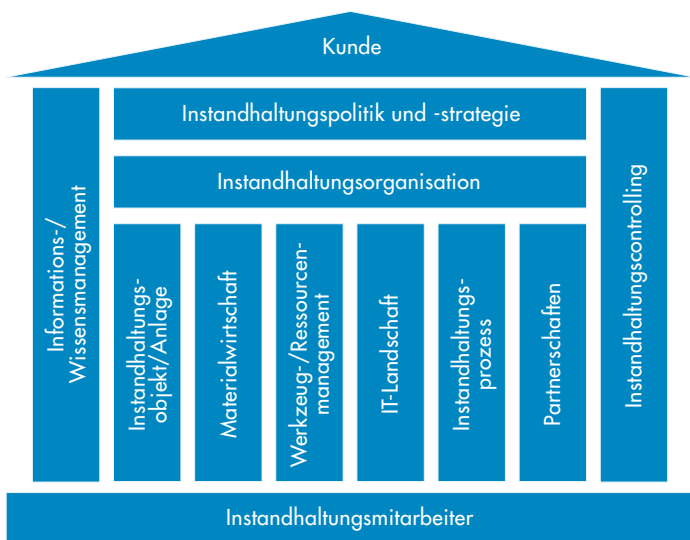 Kunde
Instandhaltungspolitik und -strategie
Instandhaltungsorganisation
Informations-/
Wissensmanagement
Instandhaltungs-
objekt/Anlage
Materialwirtschaft
Werkzeug-/Ressourcen-
management
IT-Landschaft
Instandhaltungs-
prozess
Partnerschaften
Instandhaltungscontrolling
Instandhaltungsmitarbeiter